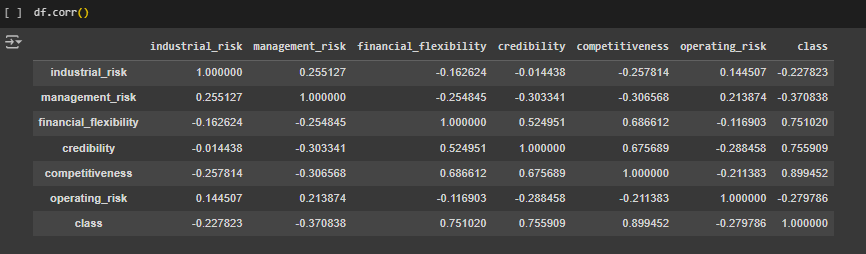 [ ] df.corr()
industrial_risk management_risk financial_flexibility credibility competitiveness operating_risk class
industrial_risk 1.000000 0.255127 -0.162624 -0.014438 -0.257814 0.144507 -0.227823
management_risk 0.255127 1.000000 -0.254845 -0.303341 -0.306568 0.213874 -0.370838
financial_flexibility -0.162624 -0.254845 1.000000 0.524951 0.686612 -0.116903 0.751020
credibility -0.014438 -0.303341 0.524951 1.000000 0.675689 -0.288458 0.755909
competitiveness -0.257814 -0.306568 0.686612 0.675689 1.000000 -0.211383 0.899452
operating_risk 0.144507 0.213874 -0.116903 -0.288458 -0.211383 1.000000 -0.279786
class -0.227823 -0.370838 0.751020 0.755909 0.899452 -0.279786 1.000000